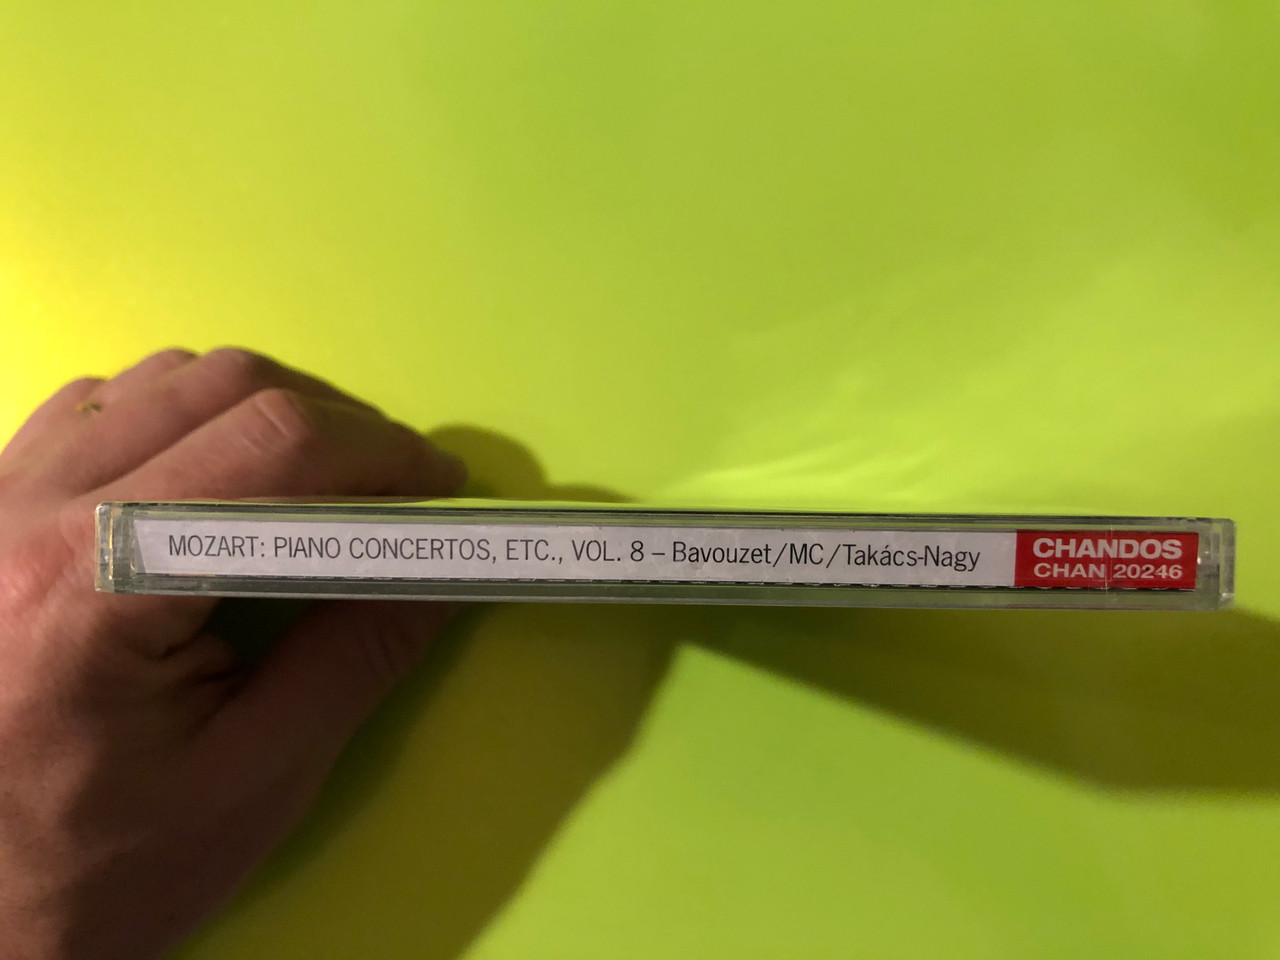 MOZART: PIANO CONCERTOS, ETC., VOL. 8 – Bavouzet/MC/Takács-Nagy
CHANDOS
CHAN 20246